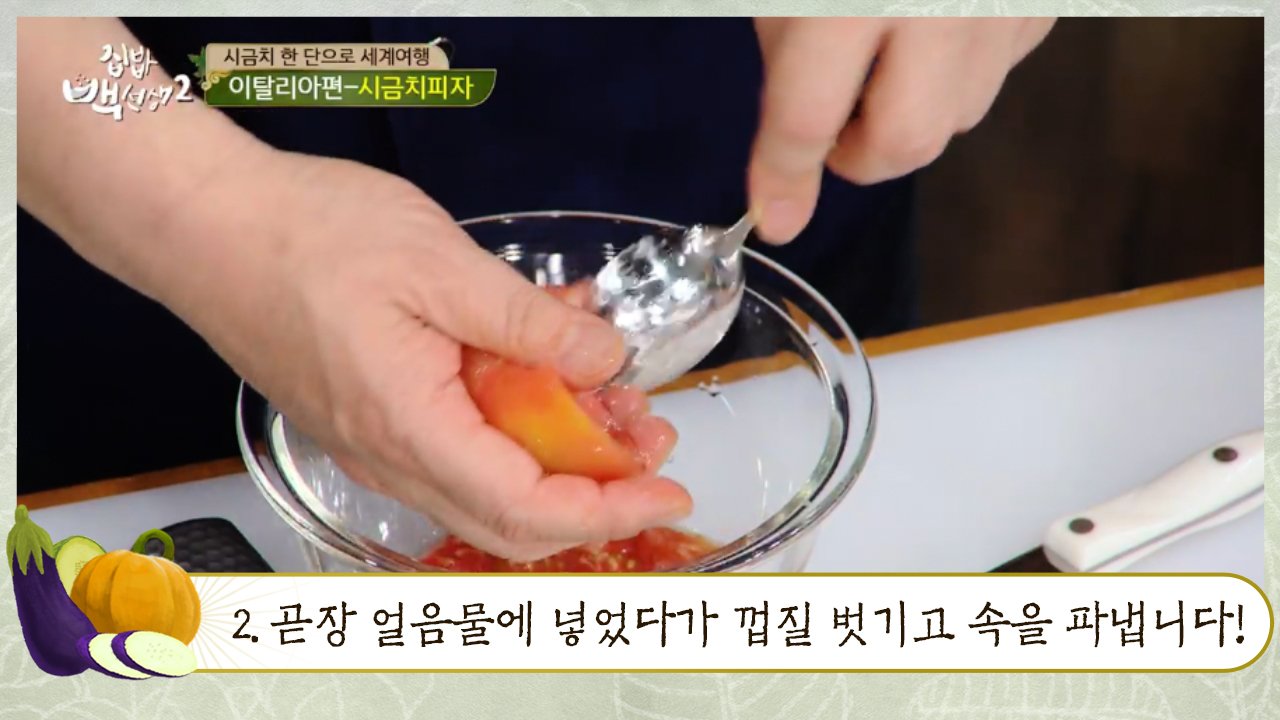 집밥
백선생2
시금치 한 단으로 세계여행
이탈리아편-시금치피자
2. 곧장 얼음물에 넣었다가 껍질 벗기고 속을 파냅니다!